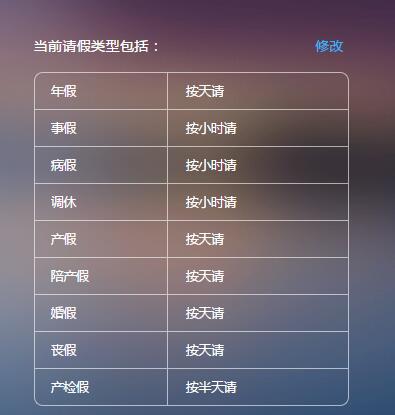 当前请假类型包括： 修改
年假 按天请
事假 按小时请
病假 按小时请
调休 按小时请
产假 按天请
陪产假 按天请
婚假 按天请
丧假 按天请
产检假 按半天请